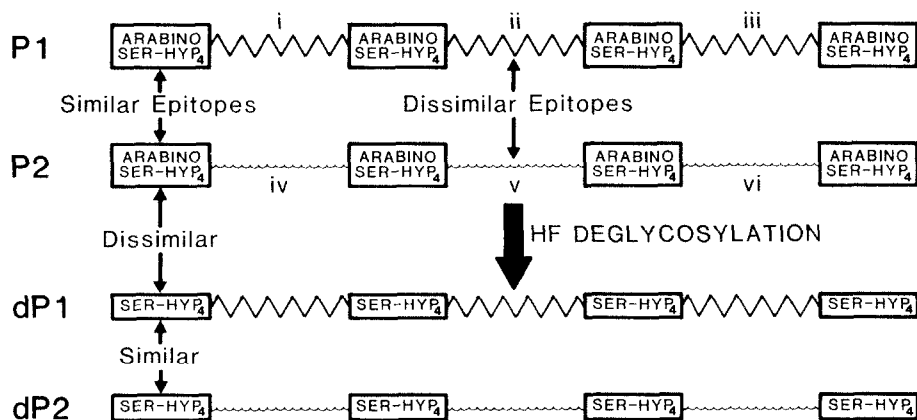 i ii iii
P1 ARABINO SER-HYP4 ARABINO SER-HYP4 ARABINO SER-HYP4 ARABINO SER-HYP4
Similar Epitopes Dissimilar Epitopes
P2 ARABINO SER-HYP4 ARABINO SER-HYP4 ARABINO SER-HYP4 ARABINO SER-HYP4
iv v vi
Dissimilar HF DEGLYCOSYLATION
dP1 SER-HYP4 SER-HYP4 SER-HYP4 SER-HYP4
Similar
dP2 SER-HYP4 SER-HYP4 SER-HYP4 SER-HYP4